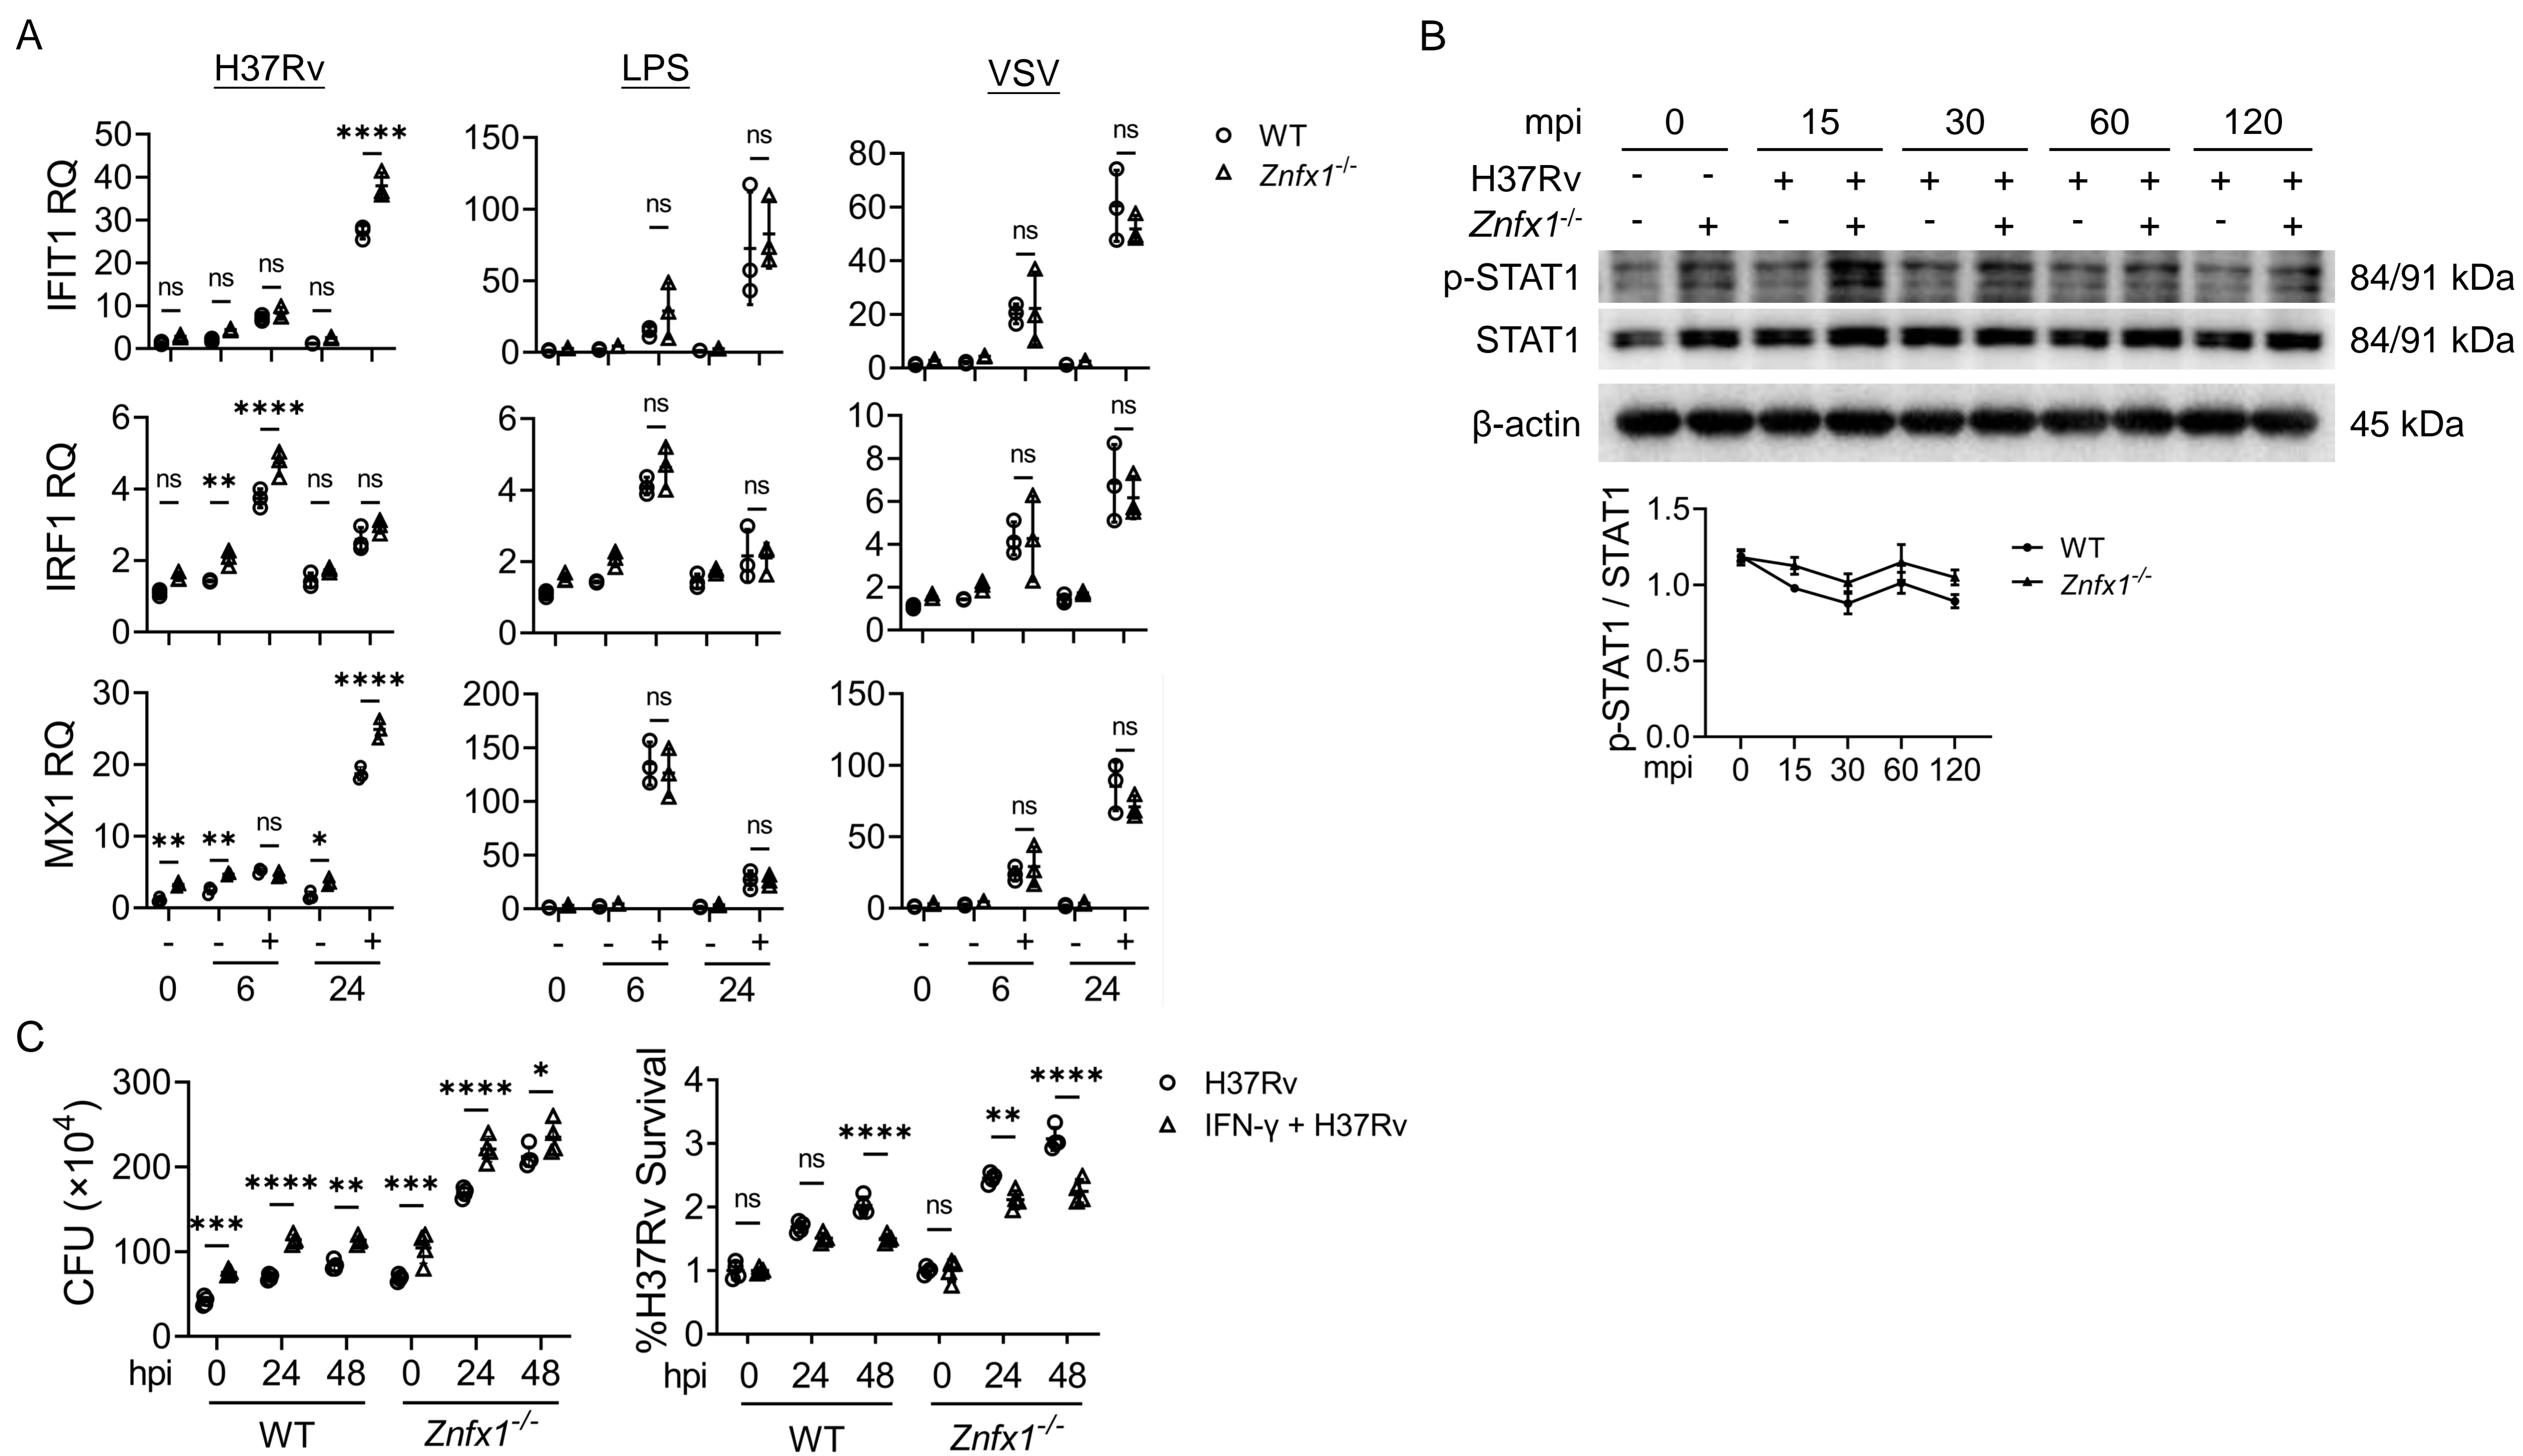 A
H37Rv
LPS
VSV
WT
Znfx1-/-
IFIT1 RQ
50
40
30
20
10
0
ns
ns
ns
ns
****
150
100
50
0
ns
ns
80
60
40
20
0
ns
ns
IRF1 RQ
6
4
2
0
ns
**
****
ns
ns
6
4
2
0
ns
ns
10
8
6
4
2
0
ns
ns
MX1 RQ
30
20
10
0
**
**
ns
*
****
200
150
100
50
0
ns
ns
150
100
50
0
ns
ns
- - + - +
0 6 24
- - + - +
0 6 24
- - + - +
0 6 24
B
mpi 0 15 30 60 120
H37Rv - - + + + + + + + +
Znfx1-/- - + - + - + - + - +
p-STAT1 84/91 kDa
STAT1 84/91 kDa
β-actin 45 kDa
p-STAT1 / STAT1
1.5
1.0
0.5
0.0
mpi 0 15 30 60 120
WT
Znfx1-/-
C
CFU (×10⁴)
300
200
100
0
***
****
**
***
****
*
hpi 0 24 48 0 24 48
WT Znfx1-/-
%H37Rv Survival
4
3
2
1
0
ns
ns
****
ns
**
****
hpi 0 24 48 0 24 48
WT Znfx1-/-
H37Rv
IFN-γ + H37Rv